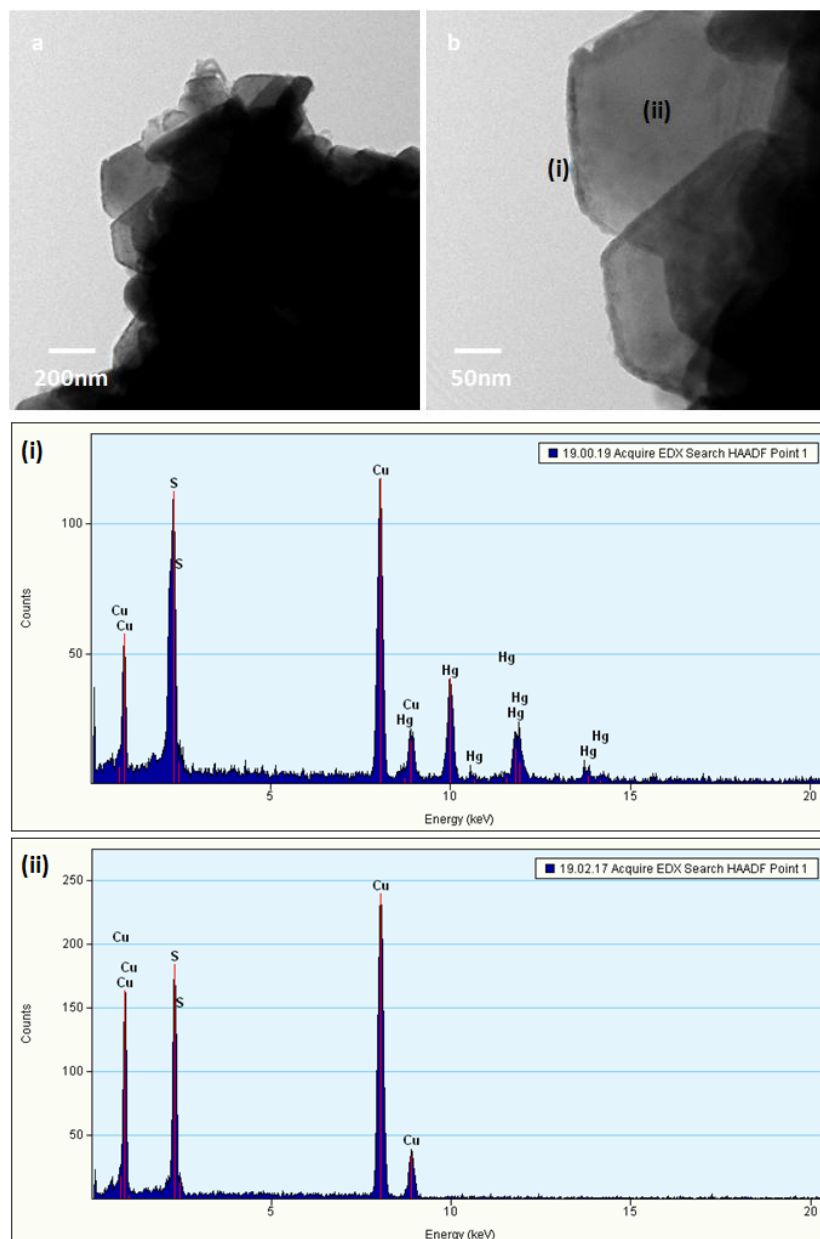 a
b
(ii)
(i)
200nm
50nm
(i)
19.00.19 Acquire EDX Search HAADF Point 1
Cu
S
S
100
Cu
Cu
Counts
50
Hg
Hg
Cu
Hg
Hg
Hg
Hg
Hg
Hg
5
10
15
20
Energy (keV)
(ii)
19.02.17 Acquire EDX Search HAADF Point 1
250
Cu
Cu
200
S
Cu
Cu
S
150
Counts
100
Cu
50
5
10
15
20
Energy (keV)